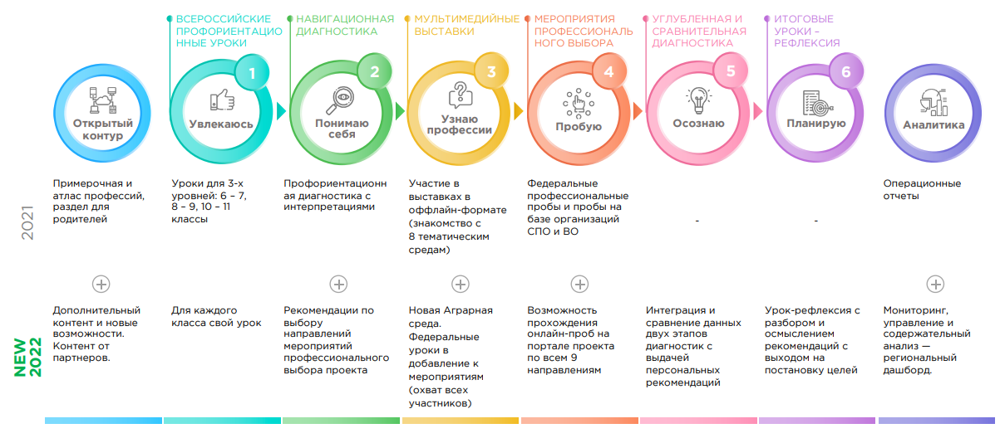 ВСЕРОССИЙСКИЕ
ПРОФОРИЕНТАЦИО
ННЫЕ УРОКИ
НАВИГАЦИОННАЯ
ДИАГНОСТИКА
МУЛЬТИМЕДИЙНЫЕ
ВЫСТАВКИ
МЕРОПРИЯТИЯ
ПРОФЕССИОНАЛЬ
НОГО ВЫБОРА
УГЛУБЛЕННАЯ И
СРАВНИТЕЛЬНАЯ
ДИАГНОСТИКА
ИТОГОВЫЕ
УРОКИ –
РЕФЛЕКСИЯ
Открытый
контур
1
Увлекаюсь
2
Понимаю
себя
3
Узнаю
профессии
4
Пробую
5
Осознаю
6
Планирую
Аналитика
2021
Примерочная и
атлас профессий,
раздел для
родителей
Уроки для 3-х
уровней: 6 – 7,
8 – 9, 10 – 11
классы
Профориентационн
ая диагностика с
интерпретациями
Участие в
выставках в
оффлайн-формате
(знакомство с
8 тематическим
средам)
Федеральные
профессиональные
пробы и пробы на
базе организаций
СПО и ВО
-
-
Операционные
отчеты
NEW
2022
Дополнительный
контент и новые
возможности.
Контент от
партнеров.
Для каждого
класса свой урок
Рекомендации по
выбору
направлений
мероприятий
профессионального
выбора проекта
Новая Аграрная
среда.
Федеральные
уроки в
добавление к
мероприятиям
(охват всех
участников)
Возможность
прохождения
онлайн-проб на
портале проекта
по всем 9
направлениям
Интеграция и
сравнение данных
двух этапов
диагностик с
выдачей
персональных
рекомендаций
Урок-рефлексия с
разбором и
осмыслением
рекомендаций с
выходом на
постановку целей
Мониторинг,
управление и
содержательный
анализ —
региональный
дашборд.